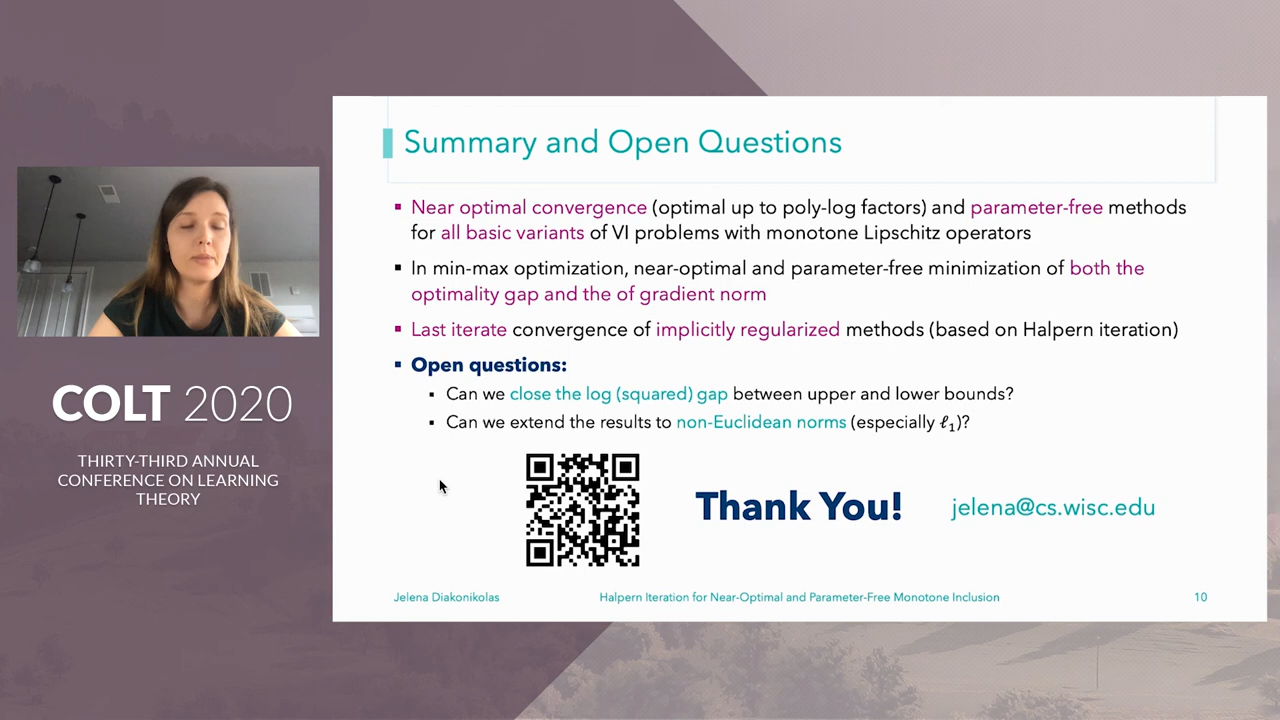 COLT 2020
THIRTY-THIRD ANNUAL
CONFERENCE ON LEARNING
THEORY
Summary and Open Questions
▪ Near optimal convergence (optimal up to poly-log factors) and parameter-free methods
for all basic variants of VI problems with monotone Lipschitz operators
▪ In min-max optimization, near-optimal and parameter-free minimization of both the
optimality gap and the of gradient norm
▪ Last iterate convergence of implicitly regularized methods (based on Halpern iteration)
▪ Open questions:
▪ Can we close the log (squared) gap between upper and lower bounds?
▪ Can we extend the results to non-Euclidean norms (especially ℓ₁)?
Thank You!
jelena@cs.wisc.edu
Jelena Diakonikolas
Halpern Iteration for Near-Optimal and Parameter-Free Monotone Inclusion
10